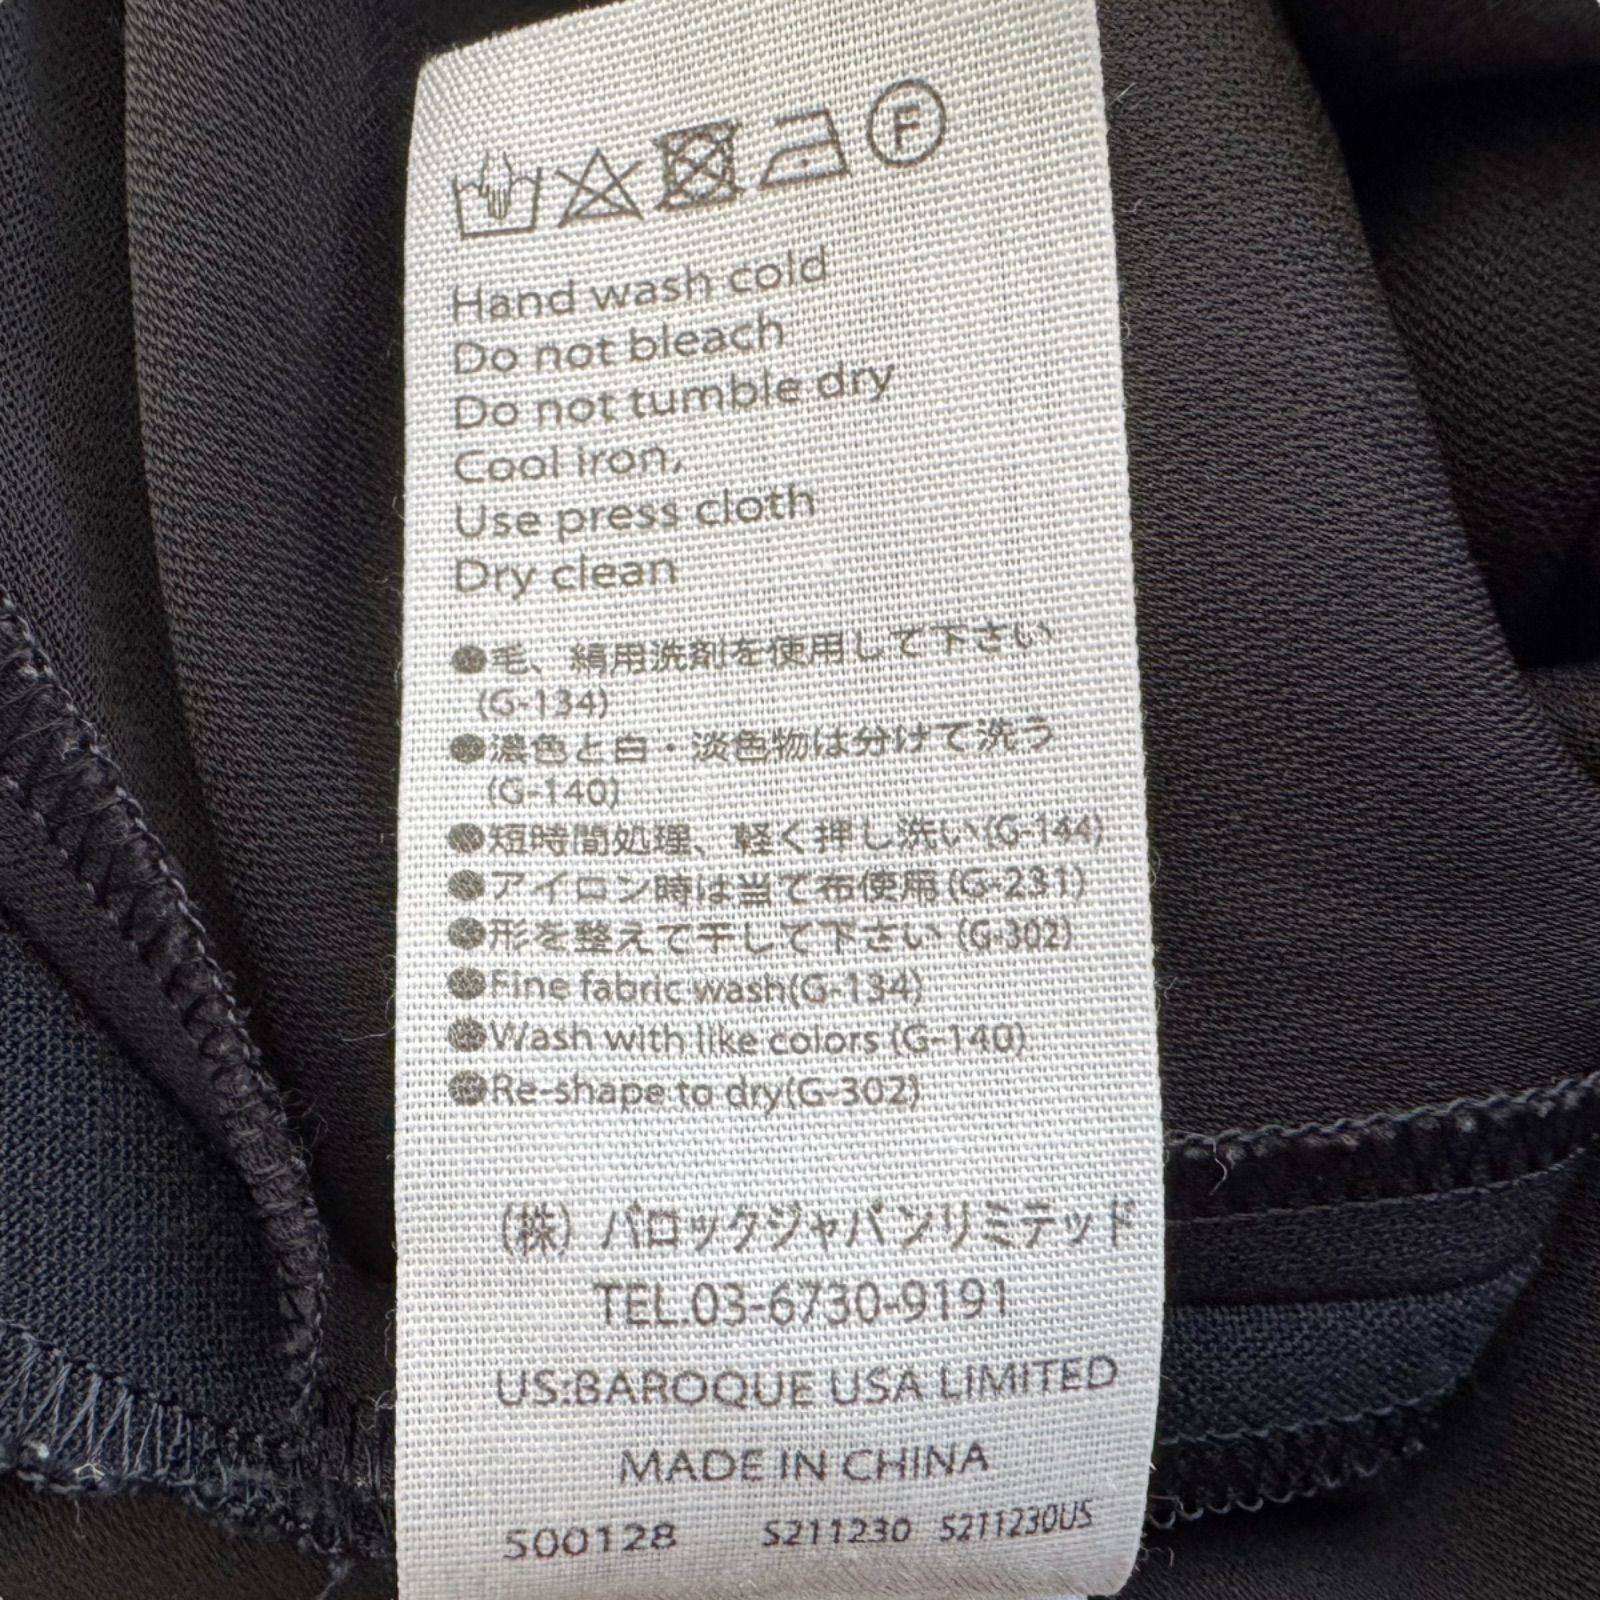 F
Hand wash cold
Do not bleach
Do not tumble dry
Cool iron,
Use press cloth
Dry clean
●毛、絹用洗剤を使用して下さい
(G-134)
●濃色と白・淡色物は分けて洗う
(G-140)
●短時間処理、軽く押し洗い(G-144)
●アイロン時は当て布使用(G-231)
●形を整えて干して下さい(G-302)
●Fine fabric wash(G-134)
●Wash with like colors (G-140)
●Re-shape to dry(G-302)
(株)バロックジャパンリミテッド
TEL.03-6730-9191
US:BAROQUE USA LIMITED
MADE IN CHINA
500128 S211230 S211230US